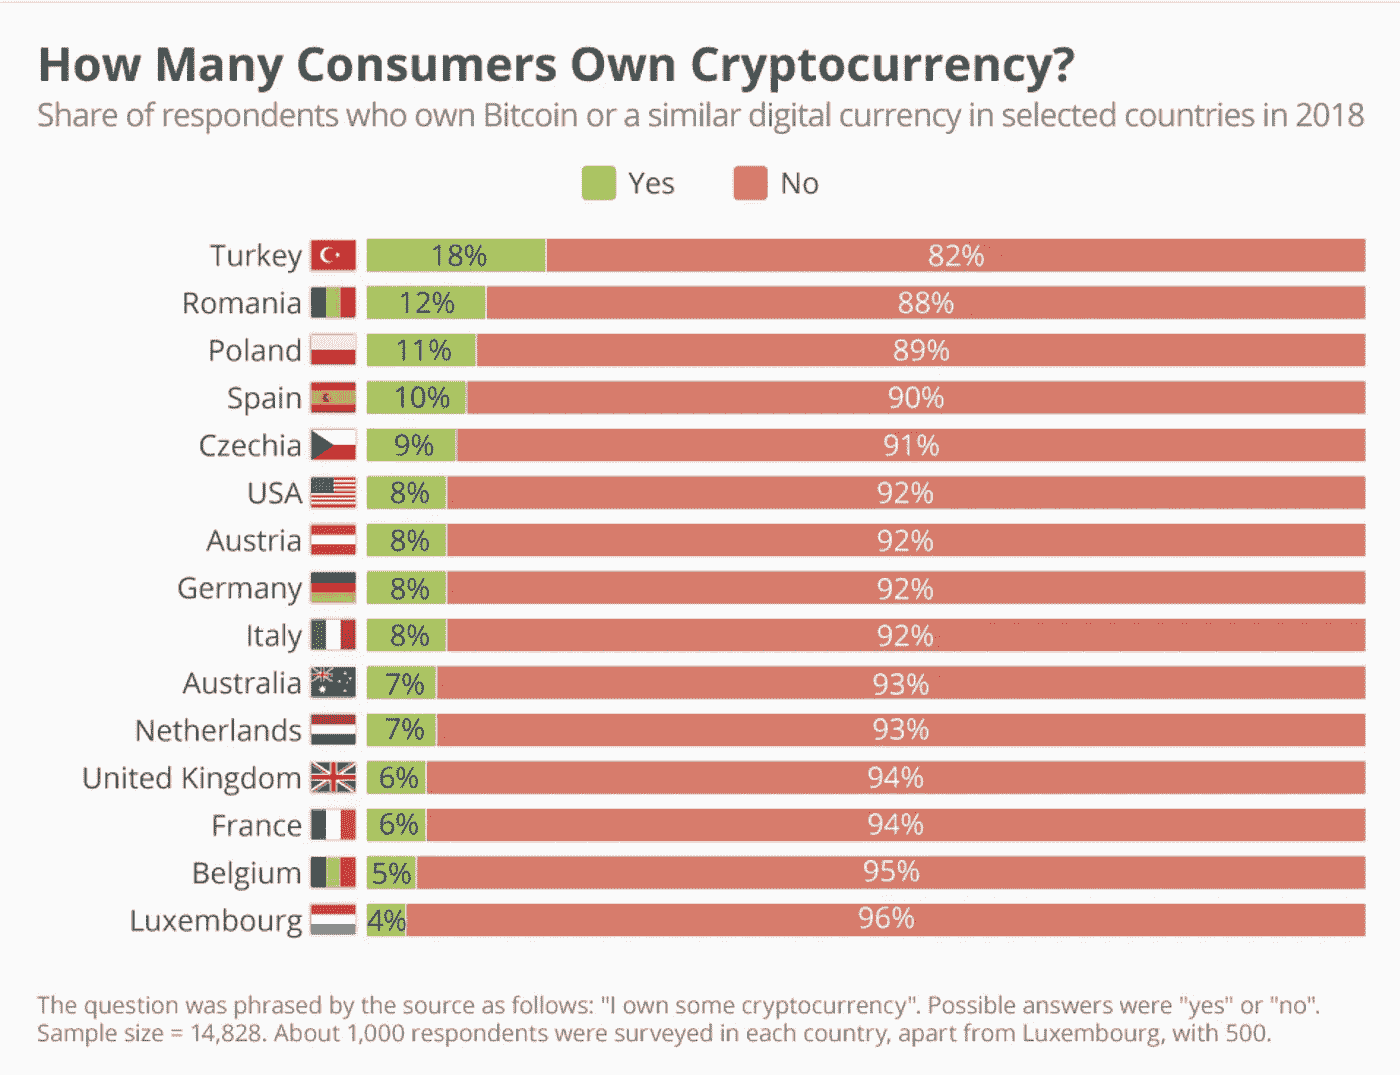 How Many Consumers Own Cryptocurrency?
Share of respondents who own Bitcoin or a similar digital currency in selected countries in 2018
Yes No
Turkey 18% 82%
Romania 12% 88%
Poland 11% 89%
Spain 10% 90%
Czechia 9% 91%
USA 8% 92%
Austria 8% 92%
Germany 8% 92%
Italy 8% 92%
Australia 7% 93%
Netherlands 7% 93%
United Kingdom 6% 94%
France 6% 94%
Belgium 5% 95%
Luxembourg 4% 96%
The question was phrased by the source as follows: "I own some cryptocurrency". Possible answers were "yes" or "no".
Sample size = 14,828. About 1,000 respondents were surveyed in each country, apart from Luxembourg, with 500.